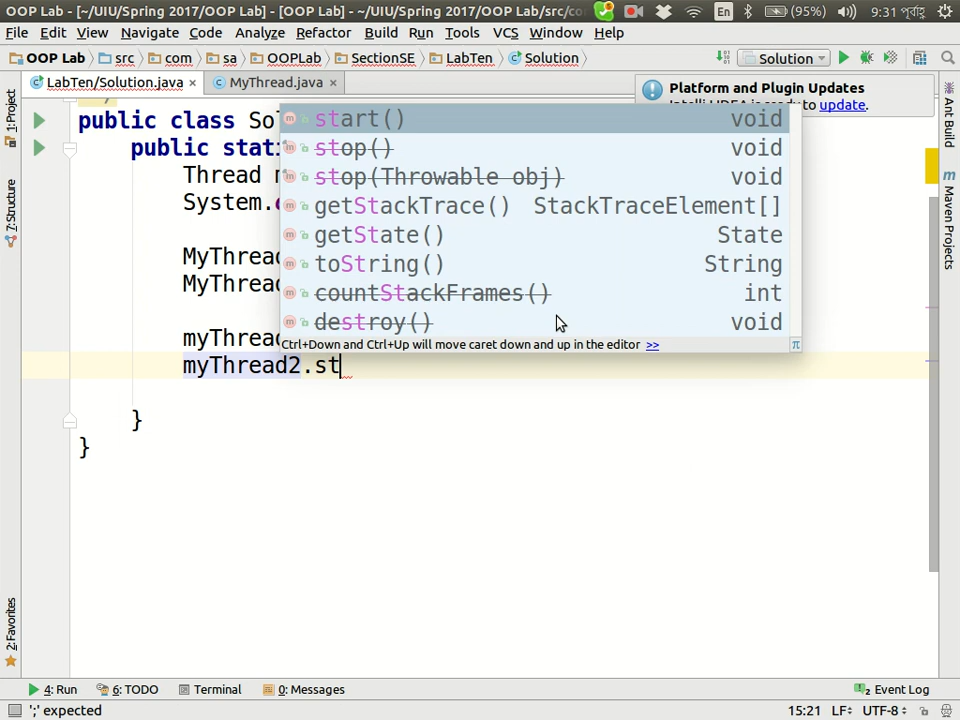 OOP Lab - [~/UIU/Spring 2017/OOP Lab] - [OOP Lab] - ~/UIU/Spring 2017/OOP Lab/src/co
En (95%) 9:31 পূর্বাহ্ণ
File Edit View Navigate Code Analyze Refactor Build Run Tools VCS Window Help
OOP Lab src com sa OOPLab SectionSE LabTen Solution Solution
LabTen/Solution.java MyThread.java
Platform and Plugin Updates
update.
public class So
start() void
public stati
stop() void
Thread m
stop(Throwable obj) void
System.
getStackTrace() StackTraceElement[]
getState() State
MyThread
toString() String
MyThread
countStackFrames() int
destroy() void
myThread
Ctrl+Down and Ctrl+Up will move caret down and up in the editor >> π
myThread2.st
}
}
1: Project
7: Structure
2: Favorites
Ant Build
Maven Projects
4: Run 6: TODO Terminal 0: Messages 2 Event Log
';' expected 15:21 LF÷ UTF-8÷